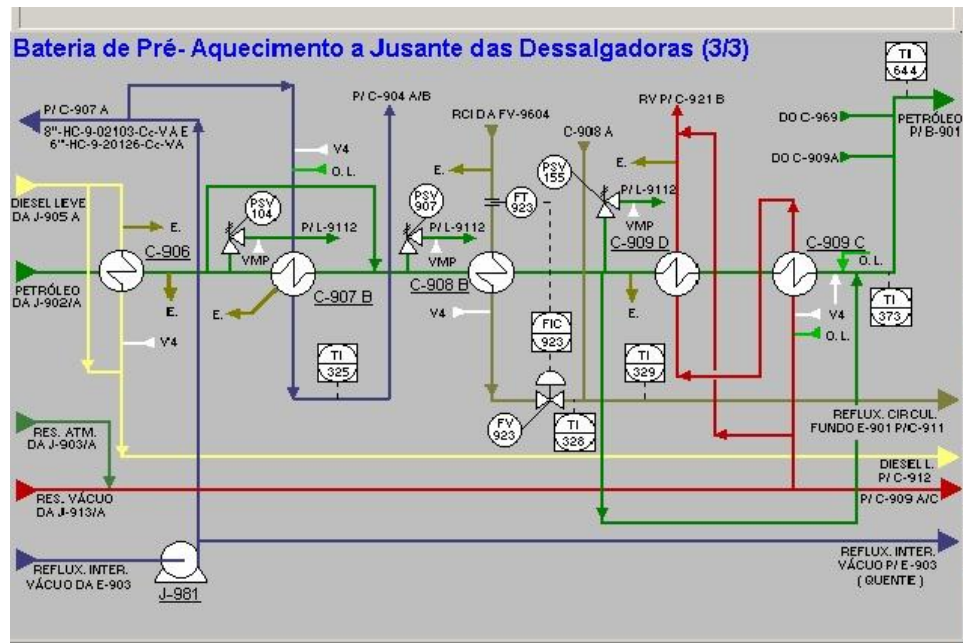 Bateria de Pré- Aquecimento a Jusante das Dessalgadoras (3/3)
TI
644
P/ C-907 A
8"-HC-9-02103-Cc-VA E
6"-HC-9-20126-Cc-VA
P/ C-904 A/B
RCI DA FV-9604
C-908 A
RV P/ C-921 B
PETRÓLEO
P/ B-901
DO C-969
DO C-909A
V4
O. L.
E.
E.
DIESEL LEVE
DA J-905 A
E.
C-906
PSV
104
P/ L-9112
VMP
PSV
907
P/ L-9112
VMP
FT
923
PSV
155
P/ L-9112
VMP
C-909 D
C-909 C
O. L.
PETRÓLEO
DA J-902/A
E.
E.
C-907 B
C-908 B
E.
V4
V4
V4
O. L.
TI
373
TI
325
FIC
923
TI
329
FV
923
TI
328
REFLUX. CIRCUL.
FUNDO E-901 P/C-911
RES. ATM.
DA J-903/A
DIESEL L.
P/ C-912
RES. VÁCUO
DA J-913/A
P/ C-909 A/C
REFLUX. INTER.
VÁCUO DA E-903
J-981
REFLUX. INTER.
VÁCUO P/ E-903
( QUENTE )